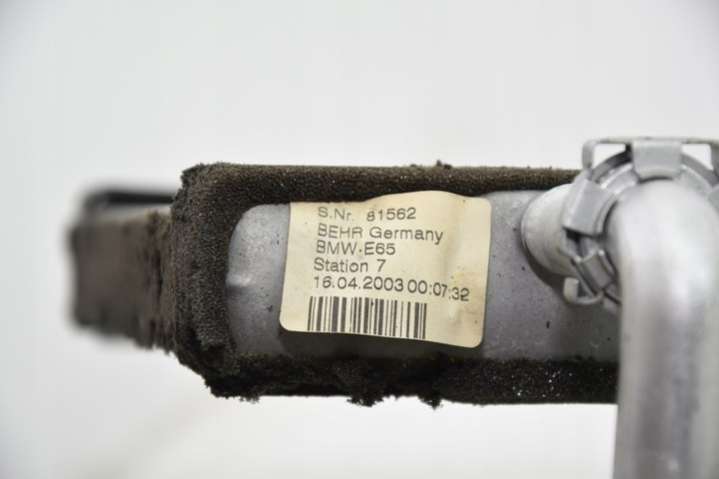 S.Nr. 81562
BEHR Germany
BMW-E65
Station 7
16.04.2003 00:07:32